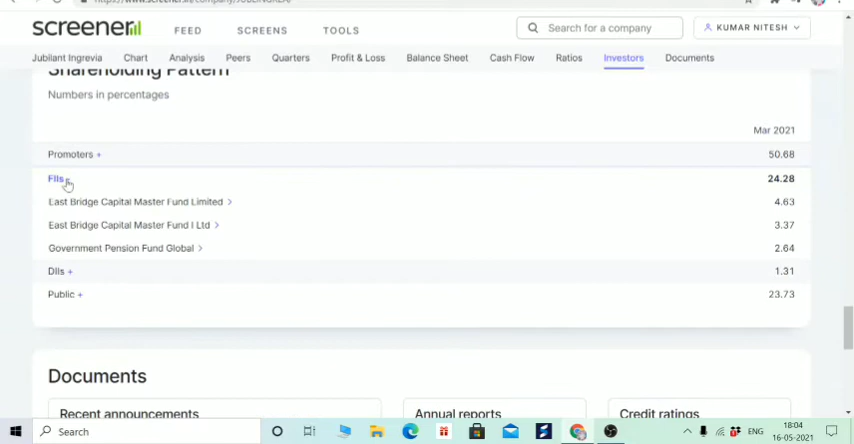 screener
FEED SCREENS TOOLS
Search for a company
KUMAR NITESH
Jubilant Ingrevia Chart Analysis Peers Quarters Profit & Loss Balance Sheet Cash Flow Ratios Investors Documents
Shareholding Pattern
Numbers in percentages
Mar 2021
Promoters + 50.68
FIIs 24.28
East Bridge Capital Master Fund Limited > 4.63
East Bridge Capital Master Fund I Ltd > 3.37
Government Pension Fund Global > 2.64
DIIs + 1.31
Public + 23.73
Documents
Recent announcements Annual reports Credit ratings
Search
ENG
18:04
16-05-2021